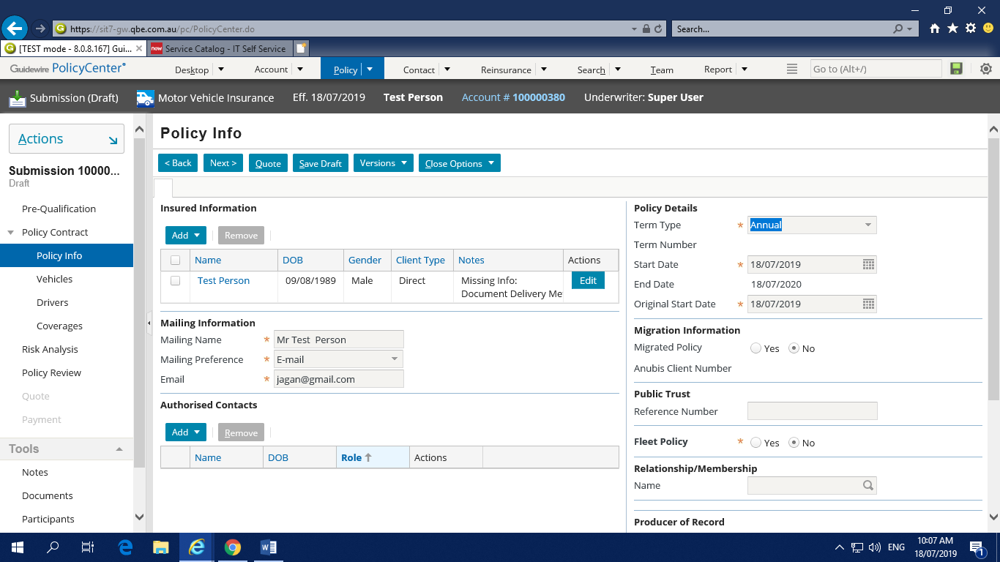 https://sit7-gw.qbe.com.au/pc/PolicyCenter.do
Search...
[TEST mode - 8.0.8.167] Gui...
now Service Catalog - IT Self Service
Guidewire PolicyCenter
Desktop
Account
Policy
Contact
Reinsurance
Search
Team
Report
Go to (Alt+/)
Submission (Draft)
Motor Vehicle Insurance
Eff. 18/07/2019
Test Person
Account # 100000380
Underwriter: Super User
Actions
Submission 10000...
Draft
Pre-Qualification
Policy Contract
Policy Info
Vehicles
Drivers
Coverages
Risk Analysis
Policy Review
Quote
Payment
Tools
Notes
Documents
Participants
Policy Info
< Back
Next >
Quote
Save Draft
Versions
Close Options
Insured Information
Add
Remove
Name DOB Gender Client Type Notes Actions
Test Person 09/08/1989 Male Direct Missing Info: Edit
Document Delivery Me
Mailing Information
Mailing Name * Mr Test Person
Mailing Preference * E-mail
Email * jagan@gmail.com
Authorised Contacts
Add
Remove
Name DOB Role Actions
Policy Details
Term Type * Annual
Term Number
Start Date * 18/07/2019
End Date 18/07/2020
Original Start Date * 18/07/2019
Migration Information
Migrated Policy Yes No
Anubis Client Number
Public Trust
Reference Number
Fleet Policy * Yes No
Relationship/Membership
Name
Producer of Record
ENG
10:07 AM
18/07/2019
1